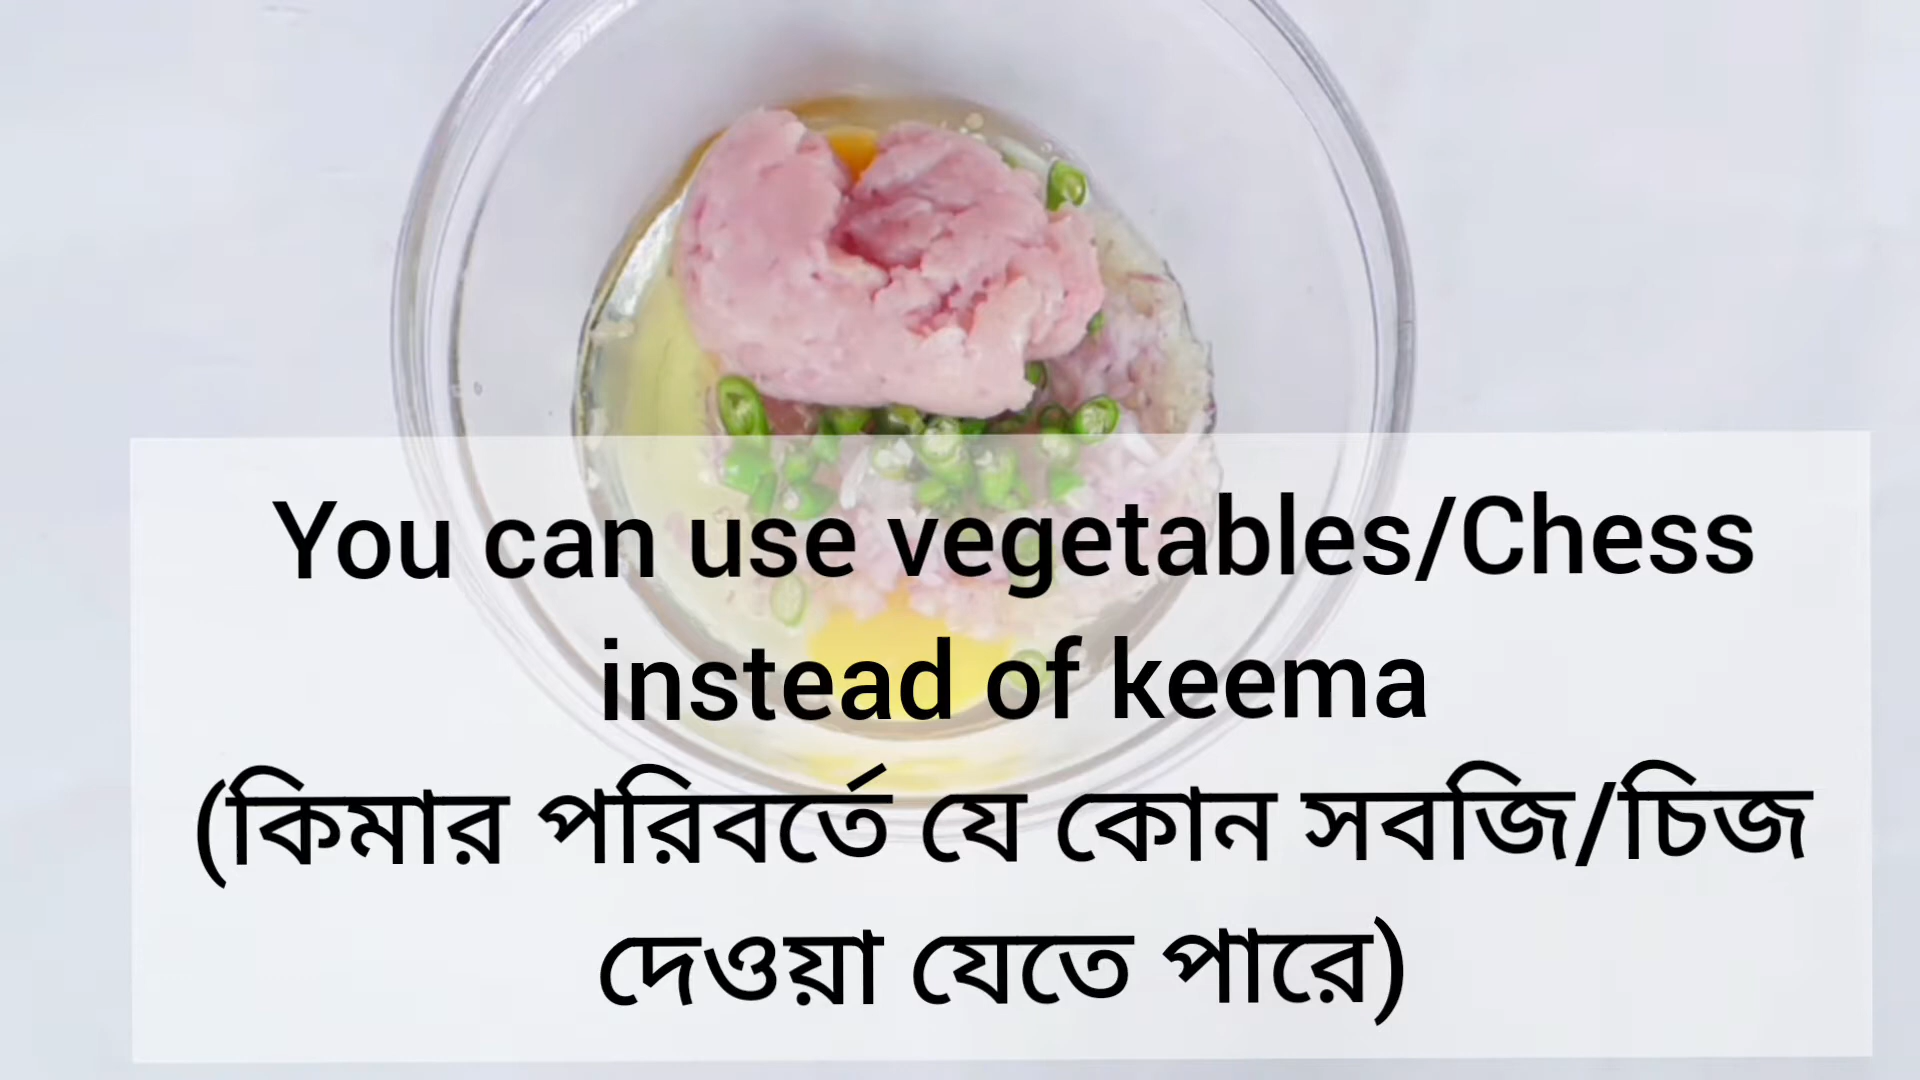 You can use vegetables/Chess
instead of keema
(কিমার পরিবর্তে যে কোন সবজি/চিজ
দেওয়া যেতে পারে)